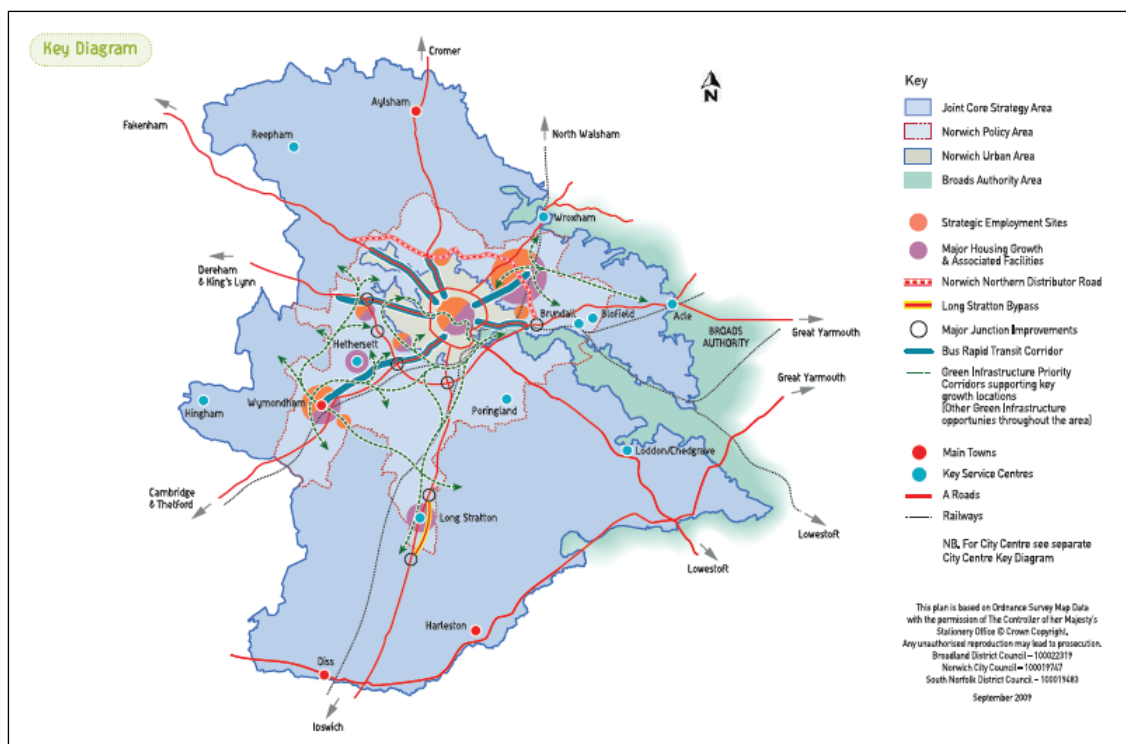 Key Diagram
Cromer
Aylsham
Fakenham
Reepham
North Walsham
Wroxham
Dereham
& King's Lynn
Brundall
Blofield
Acle
BROADS
AUTHORITY
Great Yarmouth
Great Yarmouth
Hethersett
Wymondham
Hingham
Poringland
Loddon/Chedgrave
Cambridge
& Thetford
Long Stratton
Lowestoft
Lowestoft
Harleston
Diss
Ipswich
N
Key
Joint Core Strategy Area
Norwich Policy Area
Norwich Urban Area
Broads Authority Area
Strategic Employment Sites
Major Housing Growth
& Associated Facilities
Norwich Northern Distributor Road
Long Stratton Bypass
Major Junction Improvements
Bus Rapid Transit Corridor
Green Infrastructure Priority
Corridors supporting key
growth locations
(Other Green Infrastructure
opportunies throughout the area)
Main Towns
Key Service Centres
A Roads
Railways
NB. For City Centre see separate
City Centre Key Diagram
This plan is based on Ordnance Survey Map Data
with the permission of The Controller of her Majesty's
Stationery Office © Crown Copyright.
Any unauthorised reproduction may lead to prosecution.
Broadland District Council – 100022319
Norwich City Council – 100019747
South Norfolk District Council – 100019483
September 2009